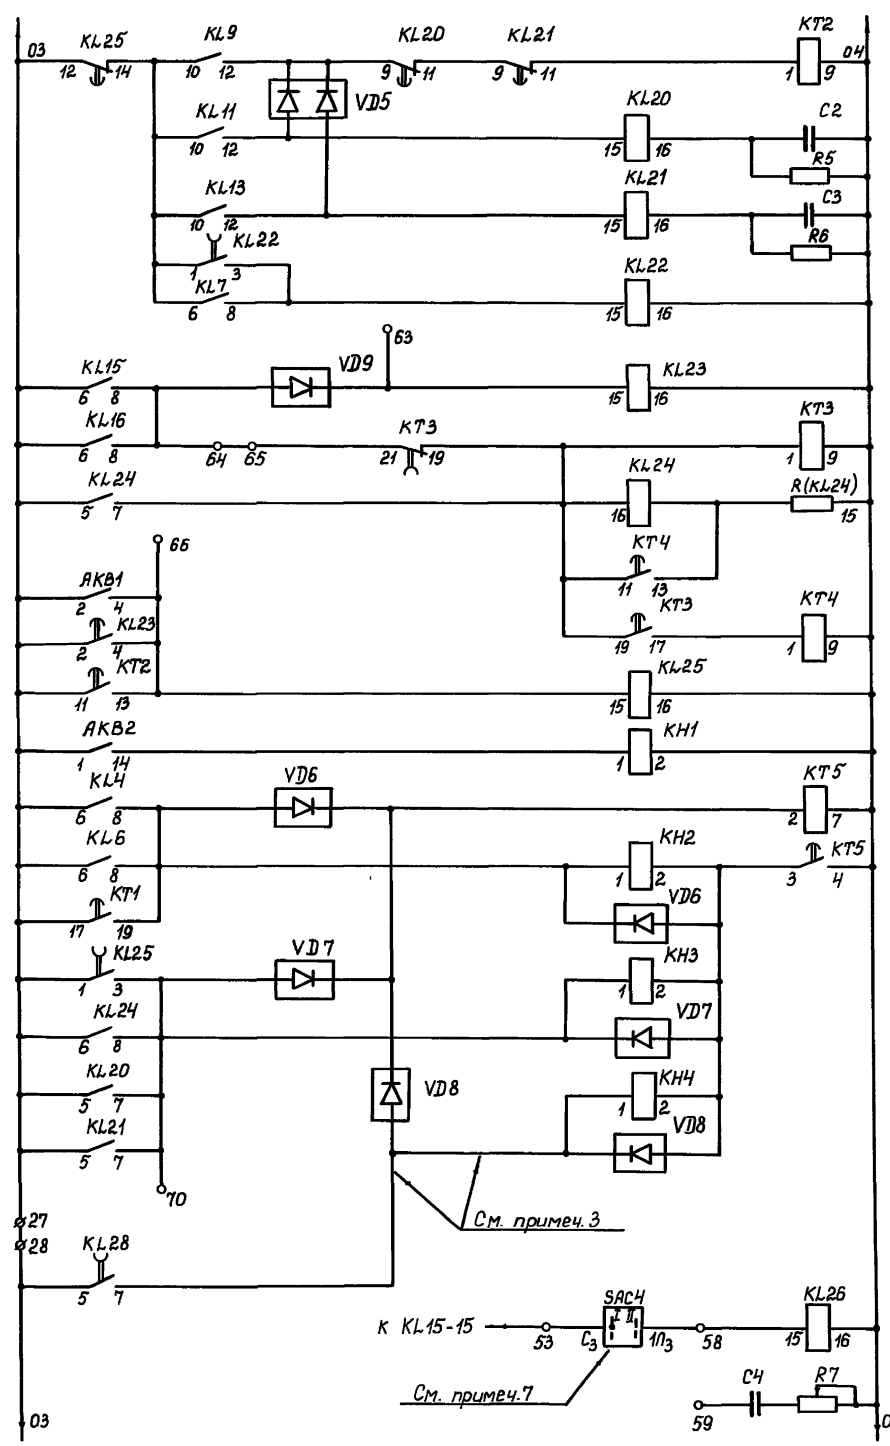 03 KL25 KL9 KL20 KL21 KT2 04
12 14 10 12 9 11 9 11 1 9
VD5
KL11 KL20 C2
10 12 15 16
R5
KL13 KL21 C3
10 12 15 16
KL22 R6
1 3
KL7 KL22
6 8 15 16
63
KL15 VD9 KL23
6 8 15 16
KL16 KT3 KT3
6 8 64 65 21 19 1 9
KL24 KL24 R(KL24)
5 7 16 15
66
KT4
11 13
AKB1
2 4
KL23 KT3 KT4
2 4 19 17 1 9
KT2 KL25
11 13 15 16
AKB2 KH1
1 14 1 2
KL4 VD6 KT5
6 8 2 7
KL6 KH2 KT5
6 8 1 2 3 4
KT1 VD6
17 19
KL25 VD7 KH3
1 3 1 2
KL24 VD7
6 8
KL20 VD8 KH4
5 7 1 2
KL21 VD8
5 7
70
См. примеч. 3
27
28
KL28
5 7
SAC4 KL26
I II
К KL15-15 53 C3 1П3 58 15 16
См. примеч. 7
C4 R7
59
03 0